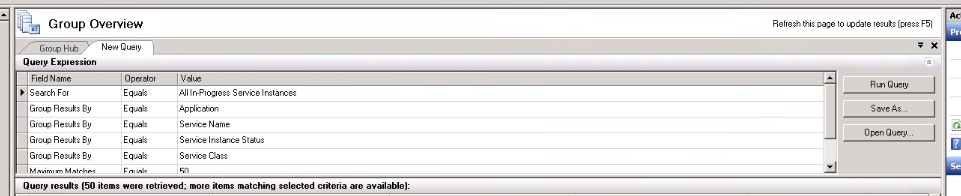 Group Overview
Refresh this page to update results (press F5)
Ac
Group Hub
New Query
Pr
Query Expression
Field Name Operator Value
Search For Equals All In-Progress Service Instances
Run Query
Group Results By Equals Application
Save As...
Group Results By Equals Service Name
Open Query...
Group Results By Equals Service Instance Status
Group Results By Equals Service Class
Maximum Matches Equals 50
Se
Query results (50 items were retrieved; more items matching selected criteria are available):